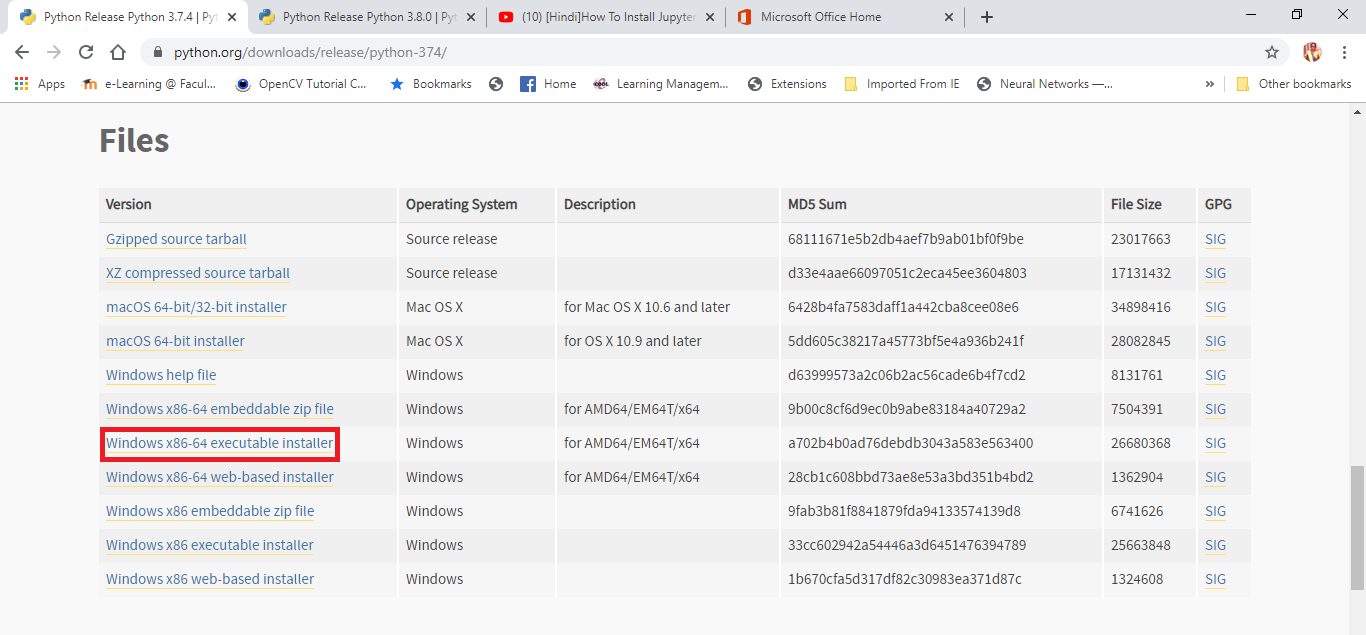 Python Release Python 3.7.4 | Pyt
Python Release Python 3.8.0 | Pyt
(10) [Hindi]How To Install Jupyter
Microsoft Office Home
python.org/downloads/release/python-374/
Apps e-Learning @ Facul... OpenCV Tutorial C... Bookmarks Home Learning Managem... Extensions Imported From IE Neural Networks —... » Other bookmarks
Files
Version Operating System Description MD5 Sum File Size GPG
Gzipped source tarball Source release 68111671e5b2db4aef7b9ab01bf0f9be 23017663 SIG
XZ compressed source tarball Source release d33e4aae66097051c2eca45ee3604803 17131432 SIG
macOS 64-bit/32-bit installer Mac OS X for Mac OS X 10.6 and later 6428b4fa7583daff1a442cba8cee08e6 34898416 SIG
macOS 64-bit installer Mac OS X for OS X 10.9 and later 5dd605c38217a45773bf5e4a936b241f 28082845 SIG
Windows help file Windows d63999573a2c06b2ac56cade6b4f7cd2 8131761 SIG
Windows x86-64 embeddable zip file Windows for AMD64/EM64T/x64 9b00c8cf6d9ec0b9abe83184a40729a2 7504391 SIG
Windows x86-64 executable installer Windows for AMD64/EM64T/x64 a702b4b0ad76debdb3043a583e563400 26680368 SIG
Windows x86-64 web-based installer Windows for AMD64/EM64T/x64 28cb1c608bbd73ae8e53a3bd351b4bd2 1362904 SIG
Windows x86 embeddable zip file Windows 9fab3b81f8841879fda94133574139d8 6741626 SIG
Windows x86 executable installer Windows 33cc602942a54446a3d6451476394789 25663848 SIG
Windows x86 web-based installer Windows 1b670cfa5d317df82c30983ea371d87c 1324608 SIG